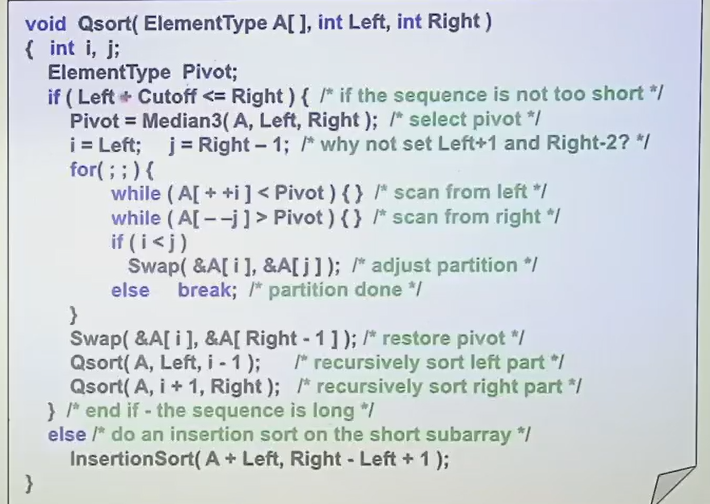 void Qsort( ElementType A[ ], int Left, int Right )
{ int i, j;
ElementType Pivot;
if ( Left + Cutoff <= Right ) { /* if the sequence is not too short */
Pivot = Median3( A, Left, Right ); /* select pivot */
i = Left; j = Right – 1; /* why not set Left+1 and Right-2? */
for( ; ; ) {
while ( A[ + +i ] < Pivot ) { } /* scan from left */
while ( A[ – –j ] > Pivot ) { } /* scan from right */
if ( i < j )
Swap( &A[ i ], &A[ j ] ); /* adjust partition */
else break; /* partition done */
}
Swap( &A[ i ], &A[ Right - 1 ] ); /* restore pivot */
Qsort( A, Left, i - 1 ); /* recursively sort left part */
Qsort( A, i + 1, Right ); /* recursively sort right part */
} /* end if - the sequence is long */
else /* do an insertion sort on the short subarray */
InsertionSort( A + Left, Right - Left + 1 );
}